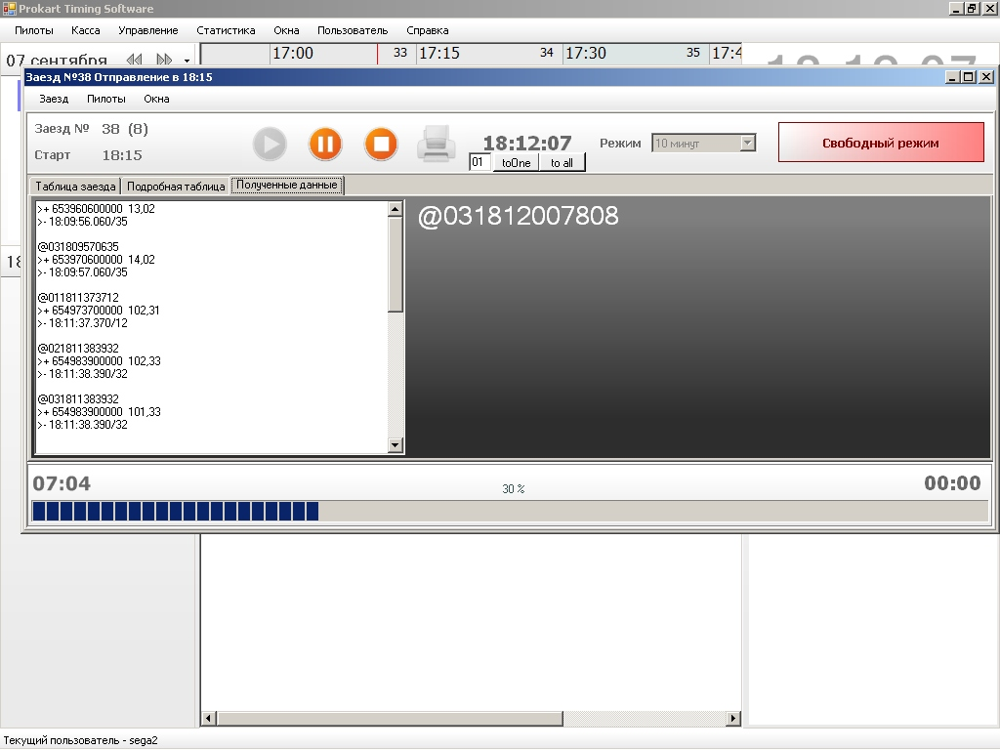 Prokart Timing Software
Пилоты Касса Управление Статистика Окна Пользователь Справка
07 сентября 17:00 33 17:15 34 17:30 35 17:4
18:12:07
Заезд №38 Отправление в 18:15
Заезд Пилоты Окна
Заезд № 38 (8)
Старт 18:15
18:12:07
01 toOne to all
Режим 10 минут
Свободный режим
Таблица заезда Подробная таблица Полученные данные
>+ 653960600000 13,02
>- 18:09:56.060/35
@031809570635
>+ 653970600000 14,02
>- 18:09:57.060/35
@011811373712
>+ 654973700000 102,31
>- 18:11:37.370/12
@021811383932
>+ 654983900000 102,33
>- 18:11:38.390/32
@031811383932
>+ 654983900000 101,33
>- 18:11:38.390/32
@031812007808
18
07:04 30 % 00:00
Текущий пользователь - sega2